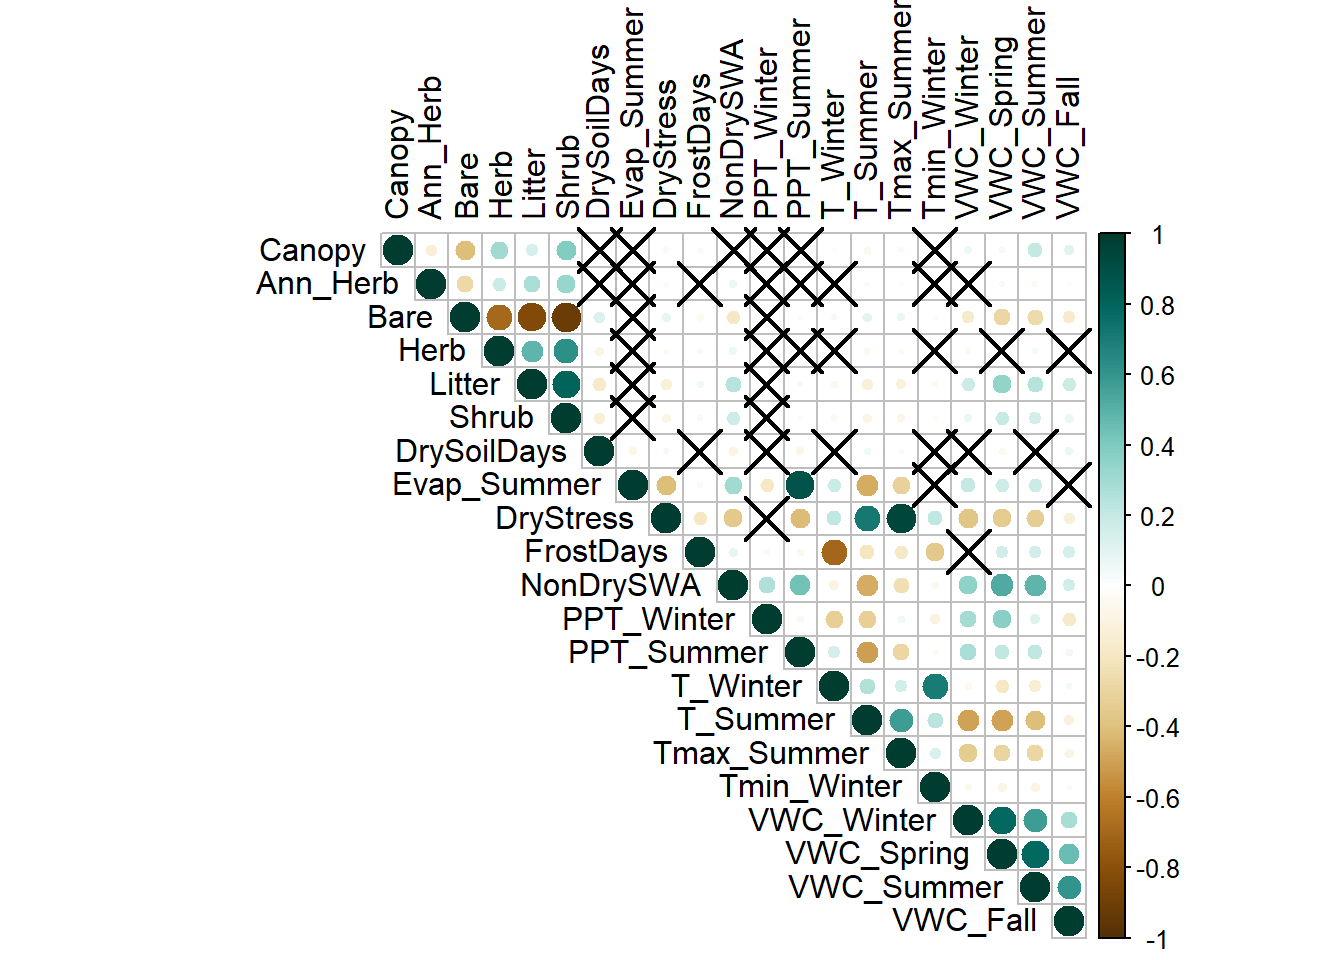 Canopy
Ann_Herb
Bare
Herb
Litter
Shrub
DrySoilDays
Evap_Summer
DryStress
FrostDays
NonDrySWA
PPT_Winter
PPT_Summer
T_Winter
T_Summer
Tmax_Summer
Tmin_Winter
VWC_Winter
VWC_Spring
VWC_Summer
VWC_Fall
Canopy
Ann_Herb
Bare
Herb
Litter
Shrub
DrySoilDays
Evap_Summer
DryStress
FrostDays
NonDrySWA
PPT_Winter
PPT_Summer
T_Winter
T_Summer
Tmax_Summer
Tmin_Winter
VWC_Winter
VWC_Spring
VWC_Summer
VWC_Fall
1
0.8
0.6
0.4
0.2
0
-0.2
-0.4
-0.6
-0.8
-1